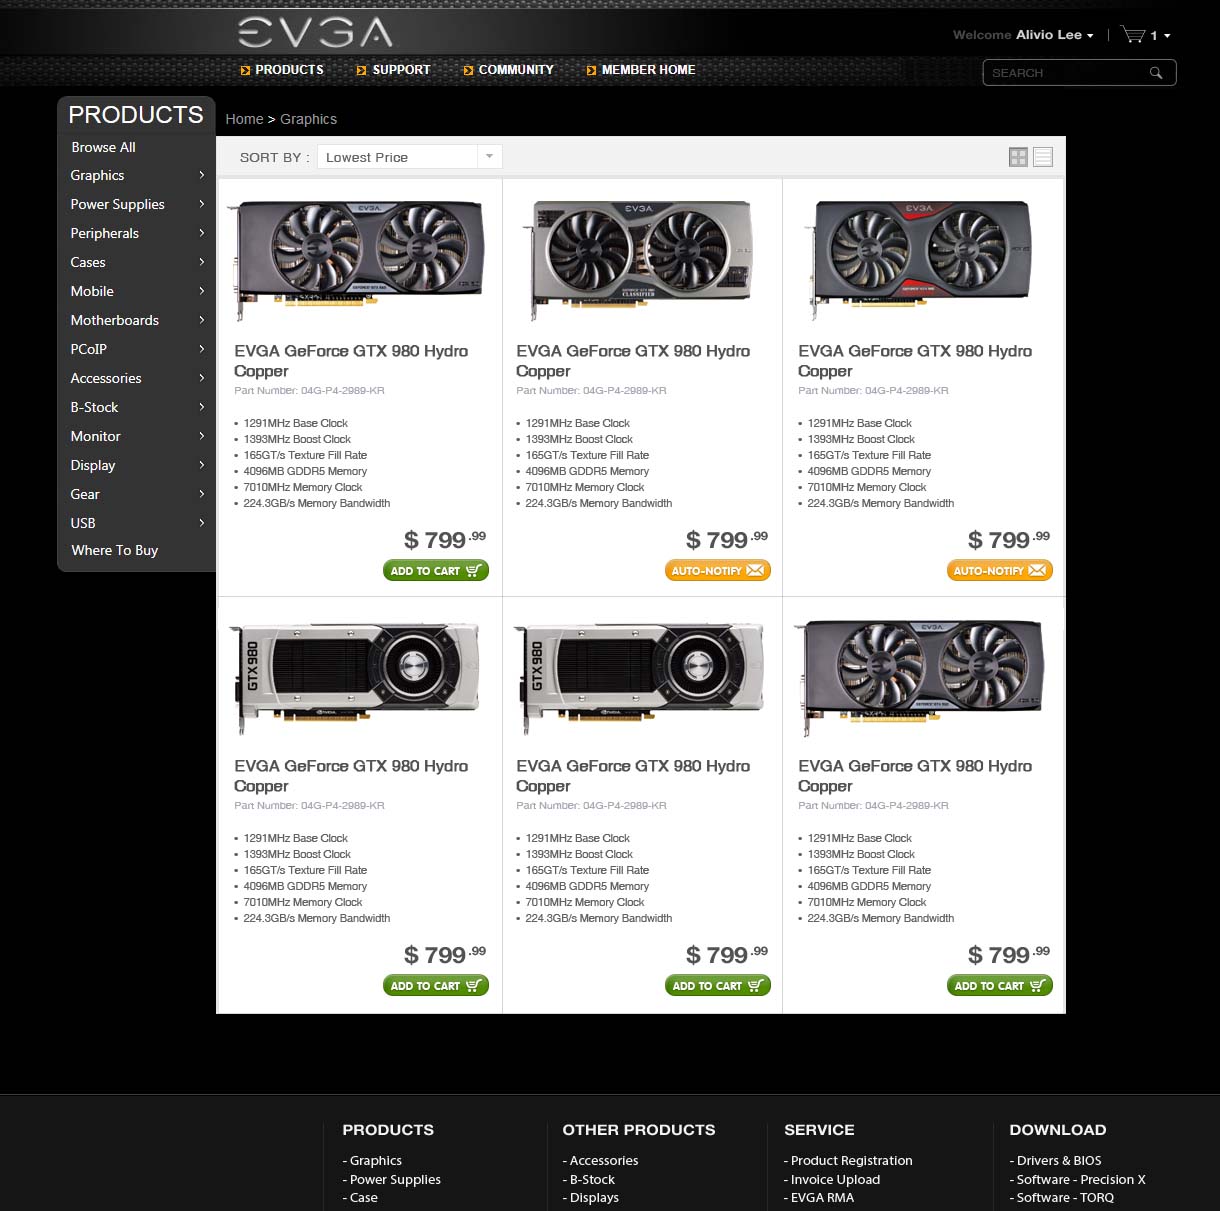 EVGA
Welcome Alivio Lee
1
PRODUCTS
SUPPORT
COMMUNITY
MEMBER HOME
SEARCH
PRODUCTS
Browse All
Graphics
Power Supplies
Peripherals
Cases
Mobile
Motherboards
PCoIP
Accessories
B-Stock
Monitor
Display
Gear
USB
Where To Buy
Home > Graphics
SORT BY : Lowest Price
EVGA
EVGA GeForce GTX 980 Hydro
Copper
Part Number: 04G-P4-2989-KR
• 1291MHz Base Clock
• 1393MHz Boost Clock
• 165GT/s Texture Fill Rate
• 4096MB GDDR5 Memory
• 7010MHz Memory Clock
• 224.3GB/s Memory Bandwidth
$ 799.99
ADD TO CART
EVGA
CLASSIFIED
EVGA GeForce GTX 980 Hydro
Copper
Part Number: 04G-P4-2989-KR
• 1291MHz Base Clock
• 1393MHz Boost Clock
• 165GT/s Texture Fill Rate
• 4096MB GDDR5 Memory
• 7010MHz Memory Clock
• 224.3GB/s Memory Bandwidth
$ 799.99
AUTO-NOTIFY
EVGA
EVGA GeForce GTX 980 Hydro
Copper
Part Number: 04G-P4-2989-KR
• 1291MHz Base Clock
• 1393MHz Boost Clock
• 165GT/s Texture Fill Rate
• 4096MB GDDR5 Memory
• 7010MHz Memory Clock
• 224.3GB/s Memory Bandwidth
$ 799.99
AUTO-NOTIFY
GTX 980
EVGA GeForce GTX 980 Hydro
Copper
Part Number: 04G-P4-2989-KR
• 1291MHz Base Clock
• 1393MHz Boost Clock
• 165GT/s Texture Fill Rate
• 4096MB GDDR5 Memory
• 7010MHz Memory Clock
• 224.3GB/s Memory Bandwidth
$ 799.99
ADD TO CART
GTX 980
EVGA GeForce GTX 980 Hydro
Copper
Part Number: 04G-P4-2989-KR
• 1291MHz Base Clock
• 1393MHz Boost Clock
• 165GT/s Texture Fill Rate
• 4096MB GDDR5 Memory
• 7010MHz Memory Clock
• 224.3GB/s Memory Bandwidth
$ 799.99
ADD TO CART
EVGA
EVGA GeForce GTX 980 Hydro
Copper
Part Number: 04G-P4-2989-KR
• 1291MHz Base Clock
• 1393MHz Boost Clock
• 165GT/s Texture Fill Rate
• 4096MB GDDR5 Memory
• 7010MHz Memory Clock
• 224.3GB/s Memory Bandwidth
$ 799.99
ADD TO CART
PRODUCTS
- Graphics
- Power Supplies
- Case
OTHER PRODUCTS
- Accessories
- B-Stock
- Displays
SERVICE
- Product Registration
- Invoice Upload
- EVGA RMA
DOWNLOAD
- Drivers & BIOS
- Software - Precision X
- Software - TORQ